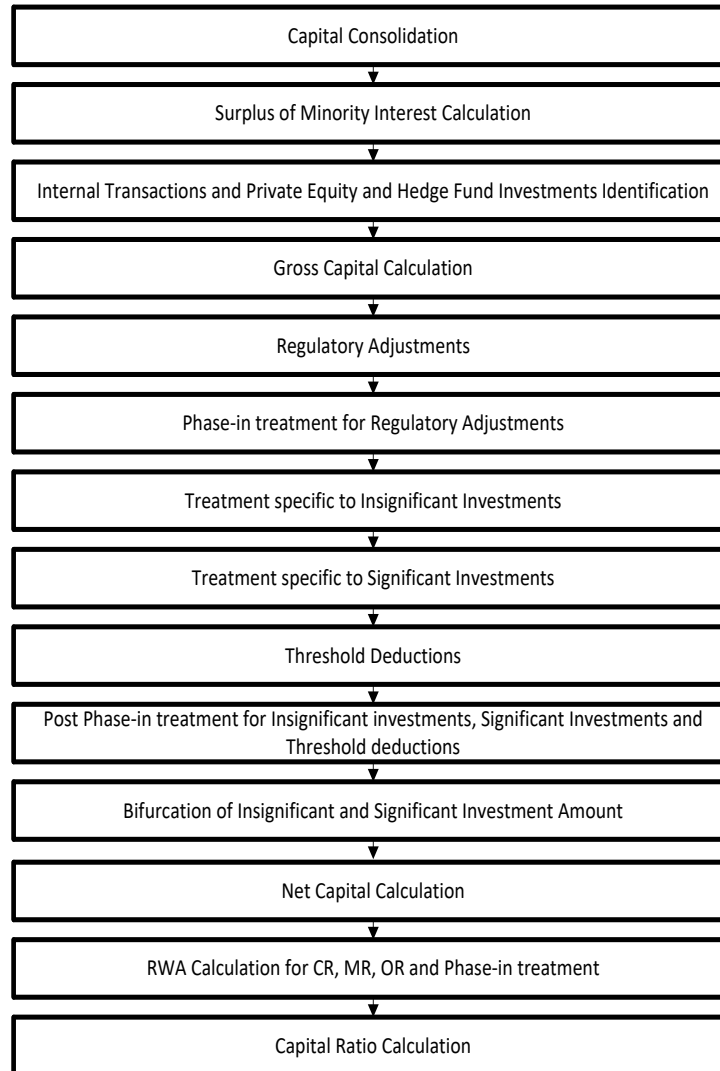 Capital Consolidation
Surplus of Minority Interest Calculation
Internal Transactions and Private Equity and Hedge Fund Investments Identification
Gross Capital Calculation
Regulatory Adjustments
Phase-in treatment for Regulatory Adjustments
Treatment specific to Insignificant Investments
Treatment specific to Significant Investments
Threshold Deductions
Post Phase-in treatment for Insignificant investments, Significant Investments and
Threshold deductions
Bifurcation of Insignificant and Significant Investment Amount
Net Capital Calculation
RWA Calculation for CR, MR, OR and Phase-in treatment
Capital Ratio Calculation